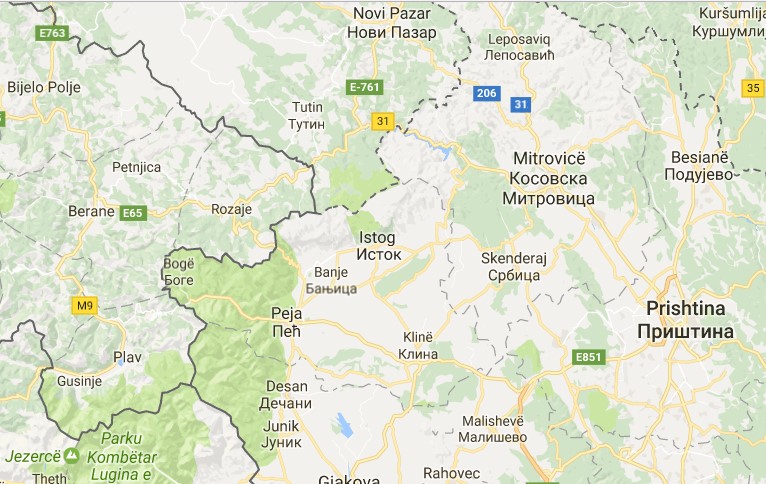 Novi Pazar
Нови Пазар
Kuršumlij
Куршумлиј
E763
Leposaviq
Лепосавић
Bijelo Polje
E-761
206
31
35
Tutin
Тутин
31
Petnjica
Mitrovicë
Косовска
Митровица
Besianë
Подујево
Berane
E65
Rozaje
Istog
Исток
Skenderaj
Србица
Bogë
Боге
Banje
Бањица
M9
Peja
Пећ
Prishtina
Приштина
Klinë
Клина
E851
Plav
Gusinje
Desan
Дечани
Junik
Јуник
Malishevë
Малишево
Parku
Kombëtar
Lugina e
Jezercë
Theth
Rahovec
Gjakova